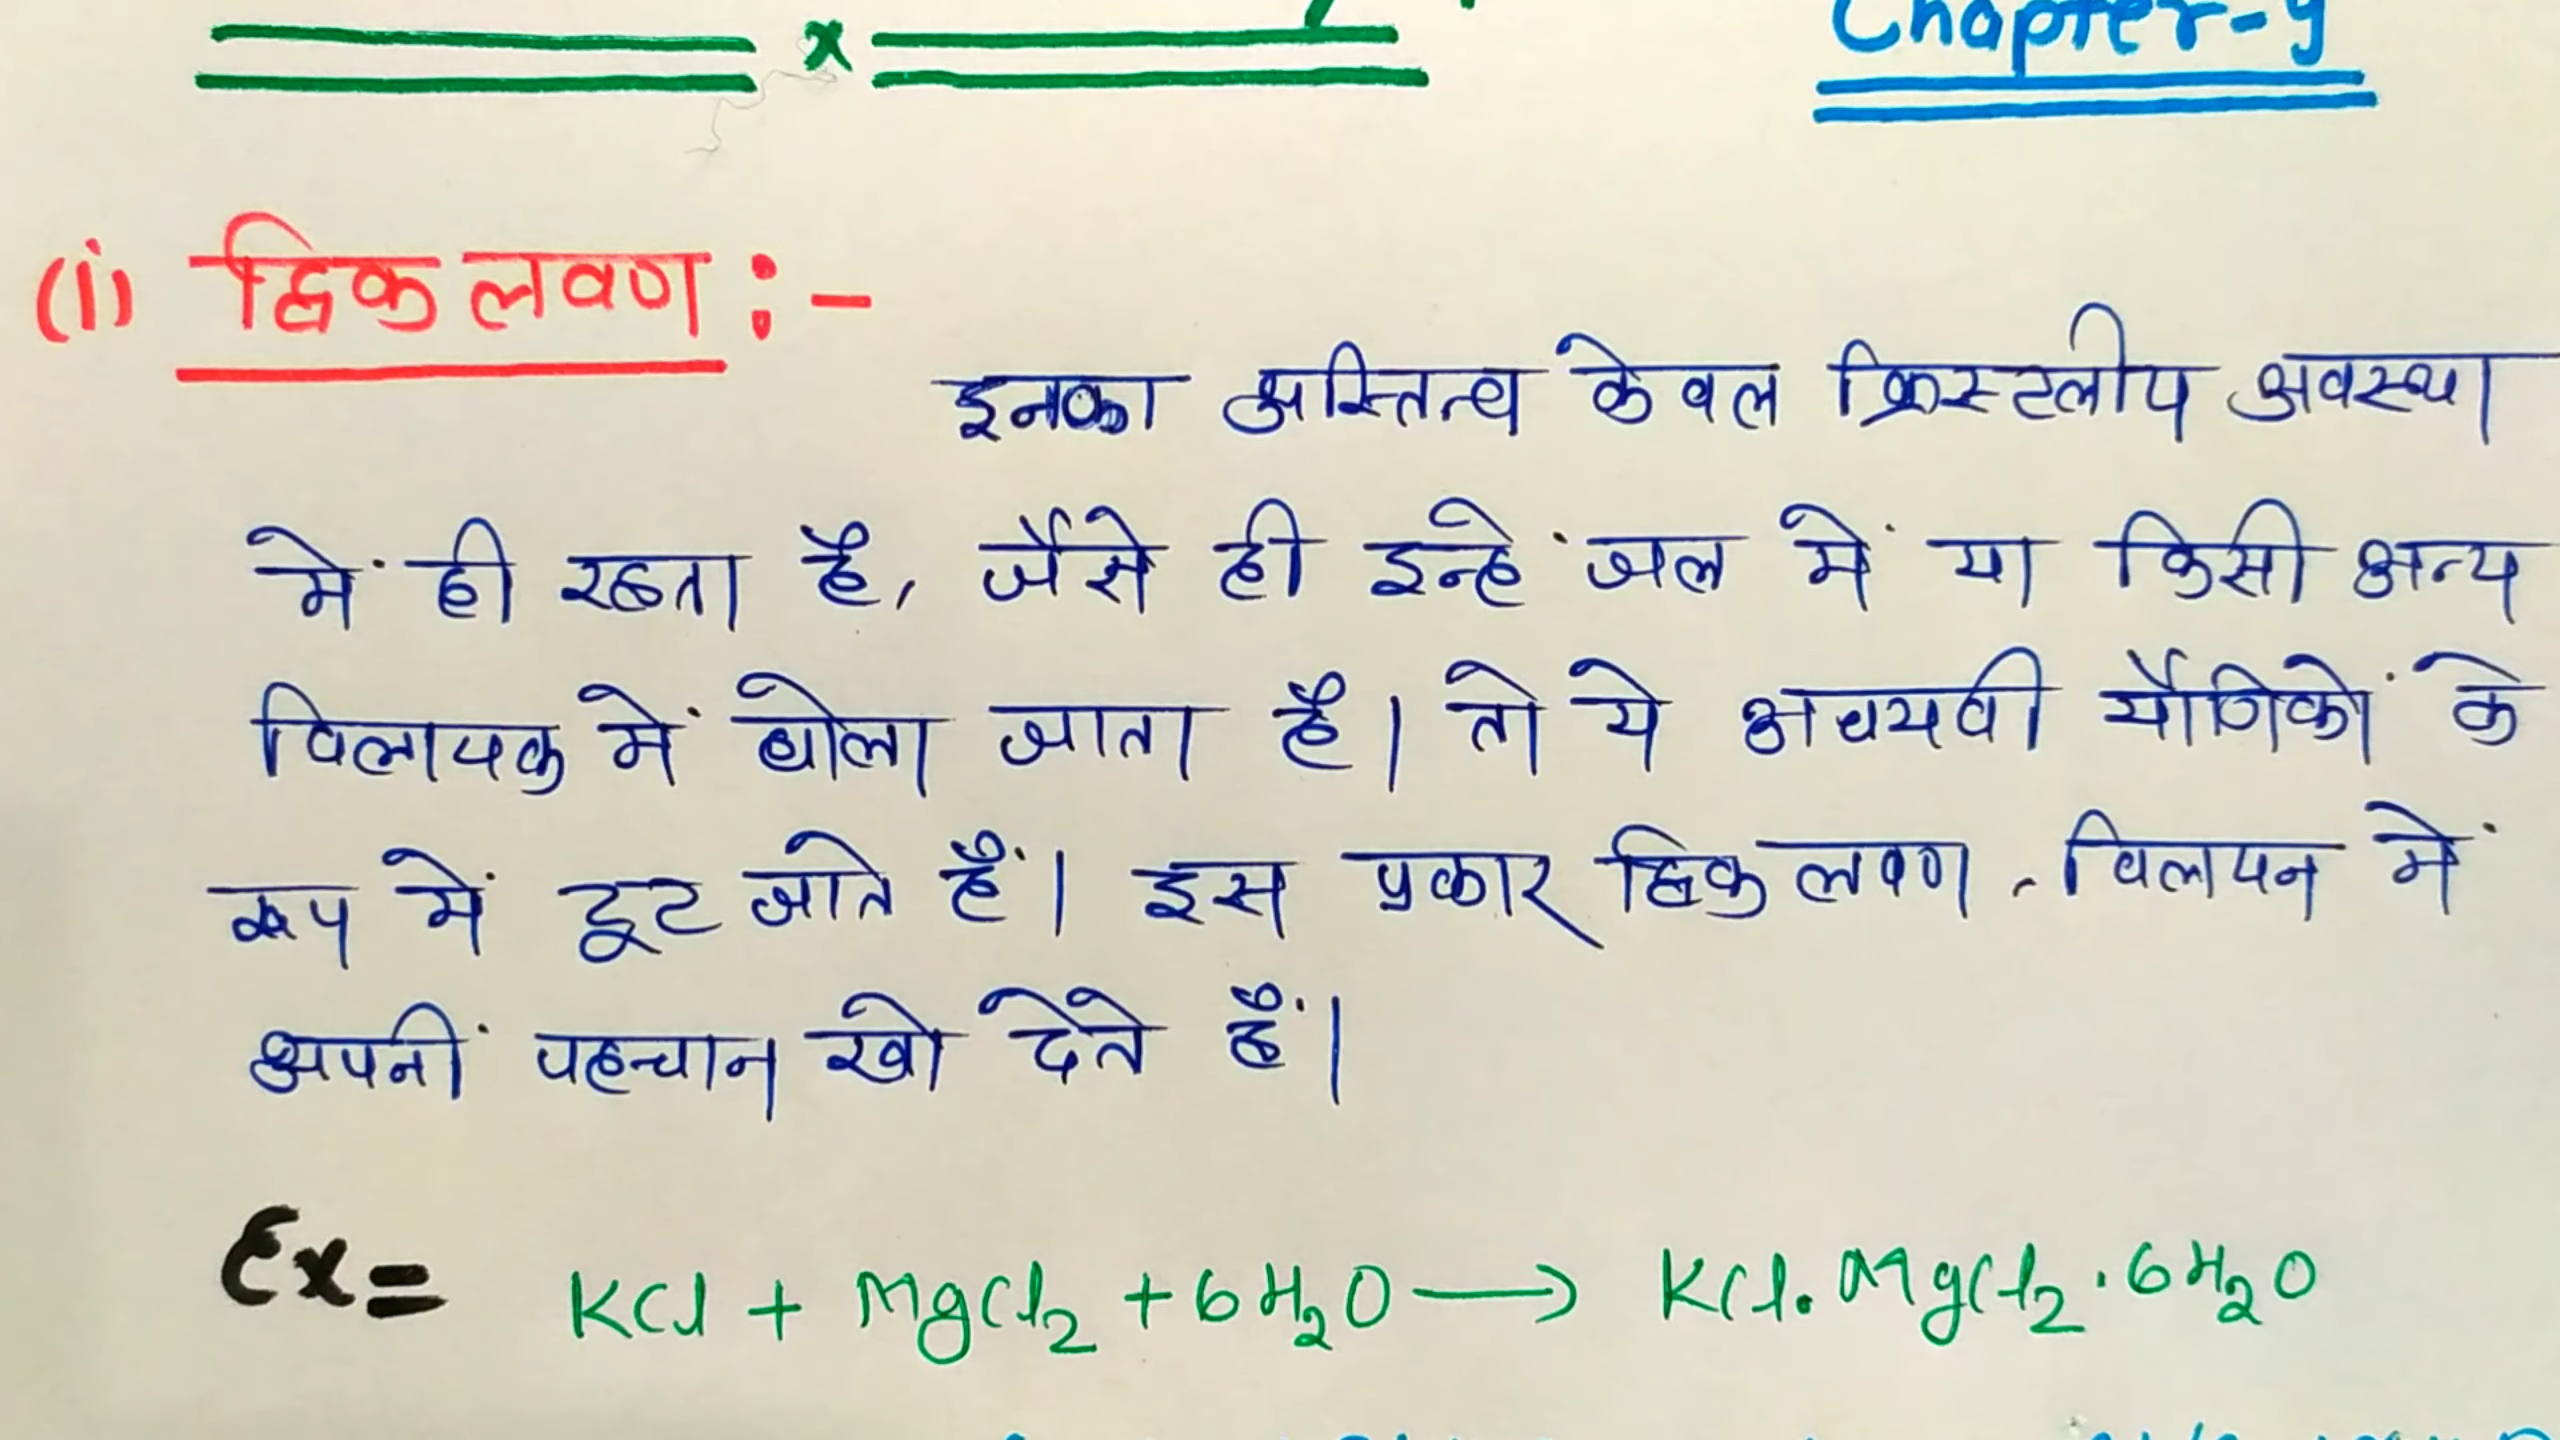 x
Chapter-9
(i) द्विक लवण :-
इनका अस्तित्व केवल क्रिस्टलीय अवस्था
में ही रहता है, जैसे ही इन्हें जल में या किसी अन्य
विलायक में घोला जाता है। तो ये अवयवी यौगिकों के
रूप में टूट जाते हैं। इस प्रकार द्विक लवण, विलयन में
अपनीं पहचान खो देते हैं।
Ex= KCl + MgCl₂ + 6H₂O ⟶ KCl.MgCl₂.6H₂O